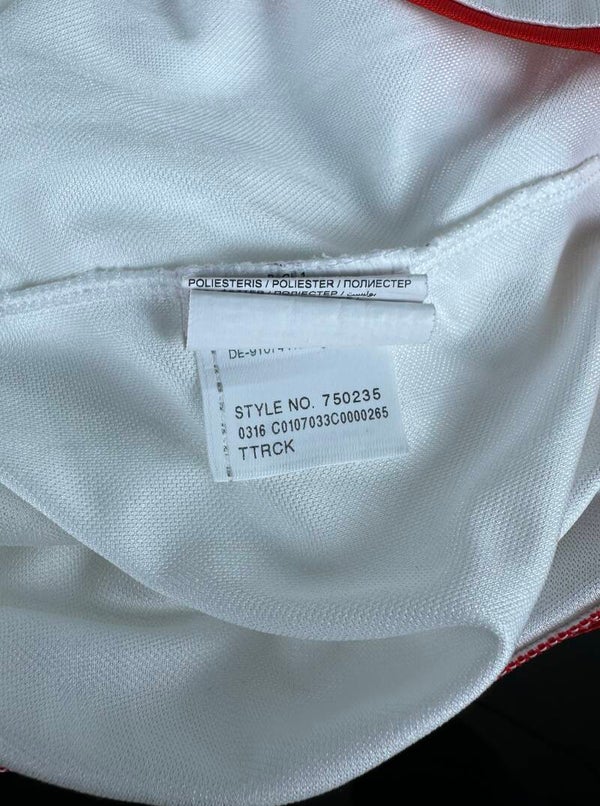 POLIESTERIS / POLIESTER / ПОЛИЕСТЕР
STYLE NO. 750235
0316 C0107033C0000265
TTRCK